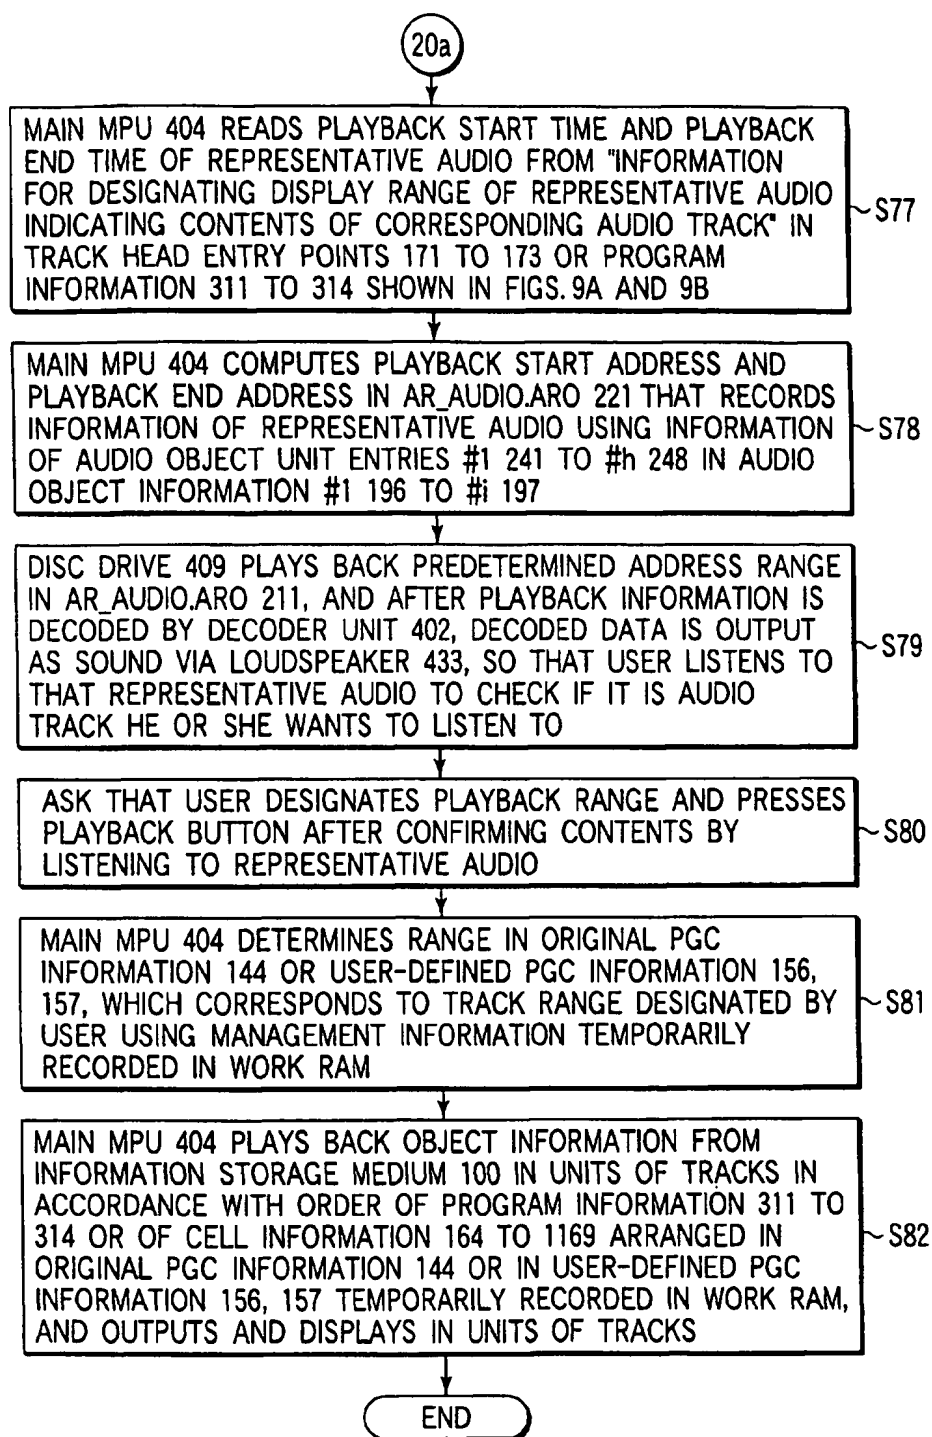 20a
MAIN MPU 404 READS PLAYBACK START TIME AND PLAYBACK
END TIME OF REPRESENTATIVE AUDIO FROM "INFORMATION
FOR DESIGNATING DISPLAY RANGE OF REPRESENTATIVE AUDIO
INDICATING CONTENTS OF CORRESPONDING AUDIO TRACK" IN
TRACK HEAD ENTRY POINTS 171 TO 173 OR PROGRAM
INFORMATION 311 TO 314 SHOWN IN FIGS. 9A AND 9B
S77
MAIN MPU 404 COMPUTES PLAYBACK START ADDRESS AND
PLAYBACK END ADDRESS IN AR_AUDIO.ARO 221 THAT RECORDS
INFORMATION OF REPRESENTATIVE AUDIO USING INFORMATION
OF AUDIO OBJECT UNIT ENTRIES #1 241 TO #h 248 IN AUDIO
OBJECT INFORMATION #1 196 TO #i 197
S78
DISC DRIVE 409 PLAYS BACK PREDETERMINED ADDRESS RANGE
IN AR_AUDIO.ARO 211, AND AFTER PLAYBACK INFORMATION IS
DECODED BY DECODER UNIT 402, DECODED DATA IS OUTPUT
AS SOUND VIA LOUDSPEAKER 433, SO THAT USER LISTENS TO
THAT REPRESENTATIVE AUDIO TO CHECK IF IT IS AUDIO
TRACK HE OR SHE WANTS TO LISTEN TO
S79
ASK THAT USER DESIGNATES PLAYBACK RANGE AND PRESSES
PLAYBACK BUTTON AFTER CONFIRMING CONTENTS BY
LISTENING TO REPRESENTATIVE AUDIO
S80
MAIN MPU 404 DETERMINES RANGE IN ORIGINAL PGC
INFORMATION 144 OR USER-DEFINED PGC INFORMATION 156,
157, WHICH CORRESPONDS TO TRACK RANGE DESIGNATED BY
USER USING MANAGEMENT INFORMATION TEMPORARILY
RECORDED IN WORK RAM
S81
MAIN MPU 404 PLAYS BACK OBJECT INFORMATION FROM
INFORMATION STORAGE MEDIUM 100 IN UNITS OF TRACKS IN
ACCORDANCE WITH ORDER OF PROGRAM INFORMATION 311 TO
314 OR OF CELL INFORMATION 164 TO 1169 ARRANGED IN
ORIGINAL PGC INFORMATION 144 OR IN USER-DEFINED PGC
INFORMATION 156, 157 TEMPORARILY RECORDED IN WORK RAM,
AND OUTPUTS AND DISPLAYS IN UNITS OF TRACKS
S82
END